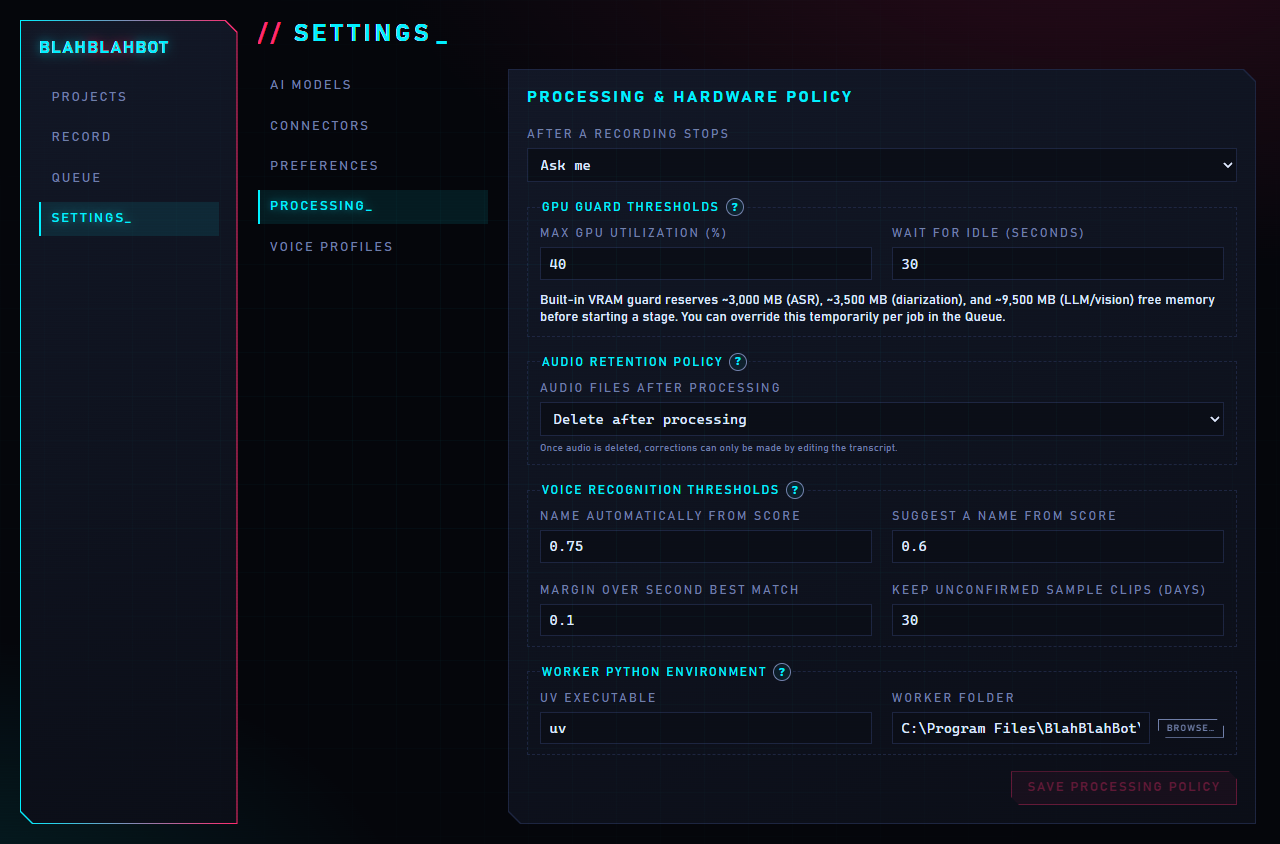 BLAHBLAHBOT
PROJECTS
RECORD
QUEUE
SETTINGS_
// SETTINGS_
AI MODELS
CONNECTORS
PREFERENCES
PROCESSING_
VOICE PROFILES
PROCESSING & HARDWARE POLICY
AFTER A RECORDING STOPS
Ask me
GPU GUARD THRESHOLDS ?
MAX GPU UTILIZATION (%) WAIT FOR IDLE (SECONDS)
40 30
Built-in VRAM guard reserves ~3,000 MB (ASR), ~3,500 MB (diarization), and ~9,500 MB (LLM/vision) free memory
before starting a stage. You can override this temporarily per job in the Queue.
AUDIO RETENTION POLICY ?
AUDIO FILES AFTER PROCESSING
Delete after processing
Once audio is deleted, corrections can only be made by editing the transcript.
VOICE RECOGNITION THRESHOLDS ?
NAME AUTOMATICALLY FROM SCORE SUGGEST A NAME FROM SCORE
0.75 0.6
MARGIN OVER SECOND BEST MATCH KEEP UNCONFIRMED SAMPLE CLIPS (DAYS)
0.1 30
WORKER PYTHON ENVIRONMENT ?
UV EXECUTABLE WORKER FOLDER
uv C:\Program Files\BlahBlahBot\ BROWSE…
SAVE PROCESSING POLICY